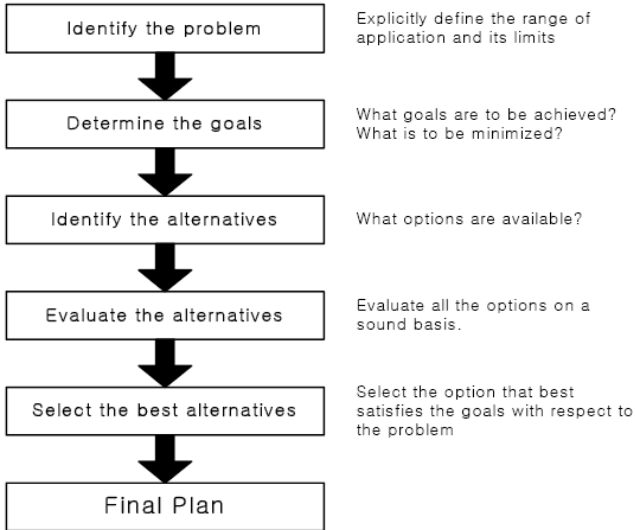 Identify the problem
Explicitly define the range of
application and its limits
Determine the goals
What goals are to be achieved?
What is to be minimized?
Identify the alternatives
What options are available?
Evaluate the alternatives
Evaluate all the options on a
sound basis.
Select the best alternatives
Select the option that best
satisfies the goals with respect to
the problem
Final Plan